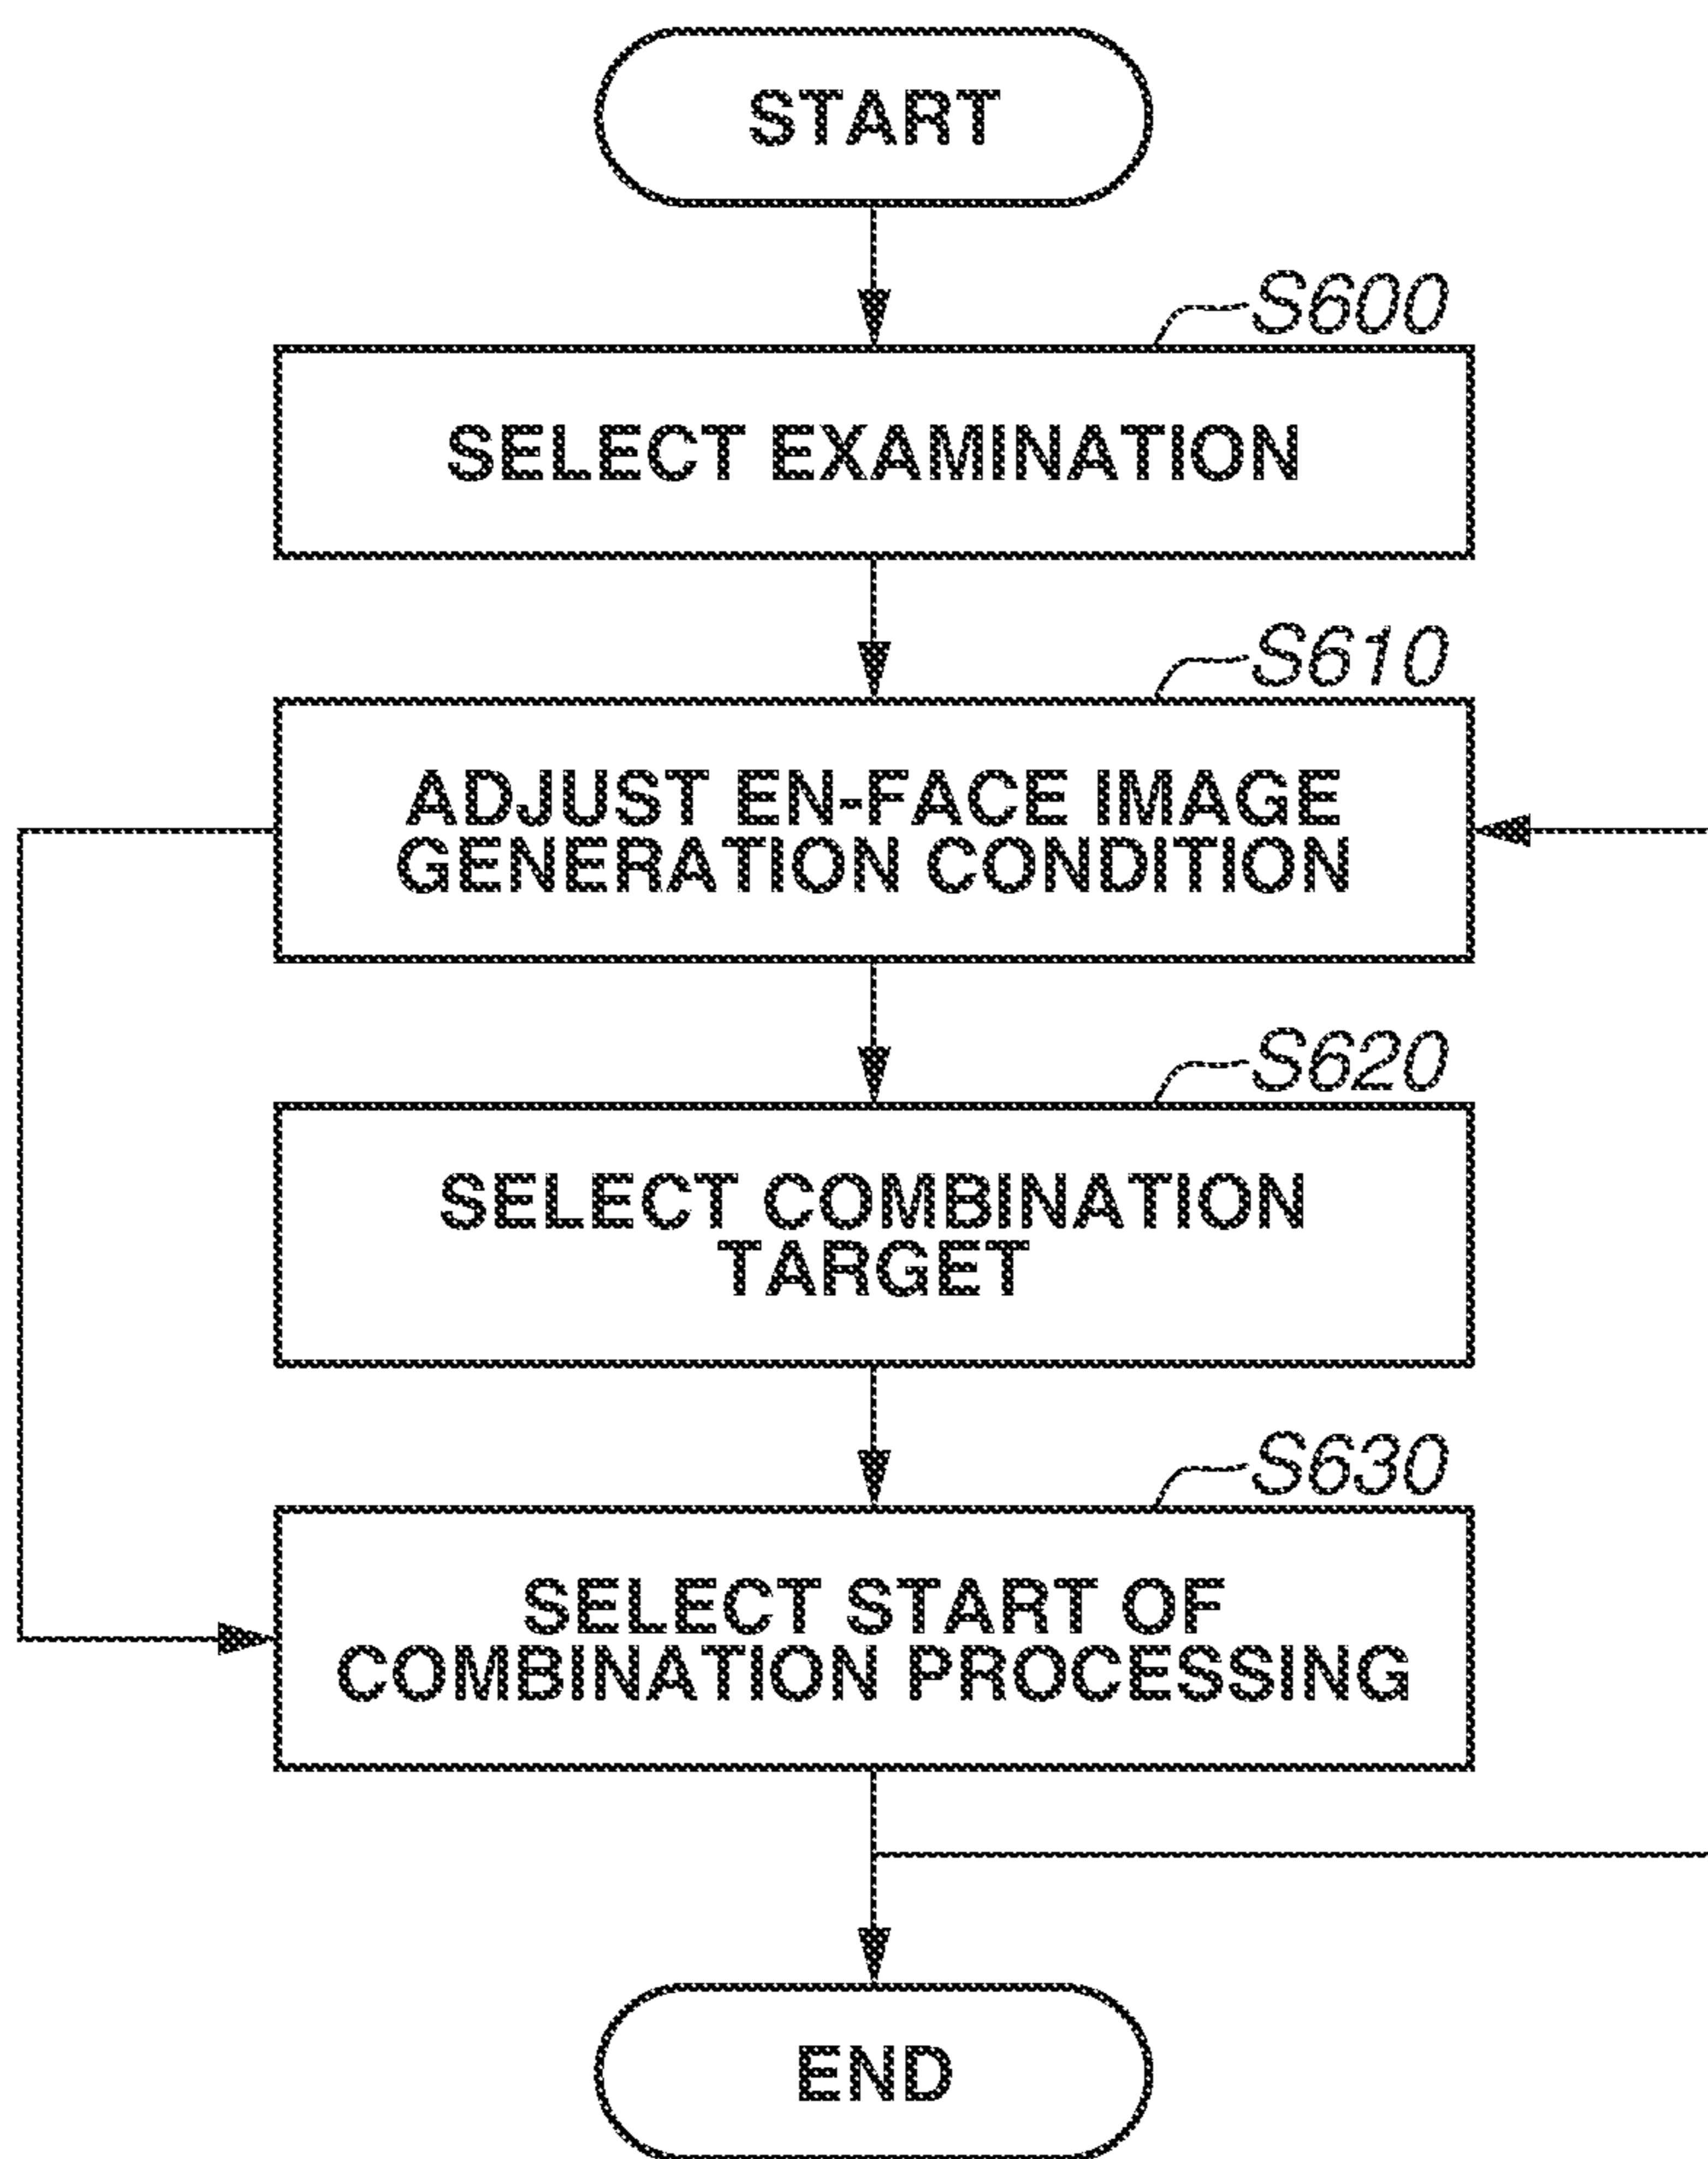 START
S600
SELECT EXAMINATION
S610
ADJUST EN-FACE IMAGE
GENERATION CONDITION
S620
SELECT COMBINATION
TARGET
S630
SELECT START OF
COMBINATION PROCESSING
END